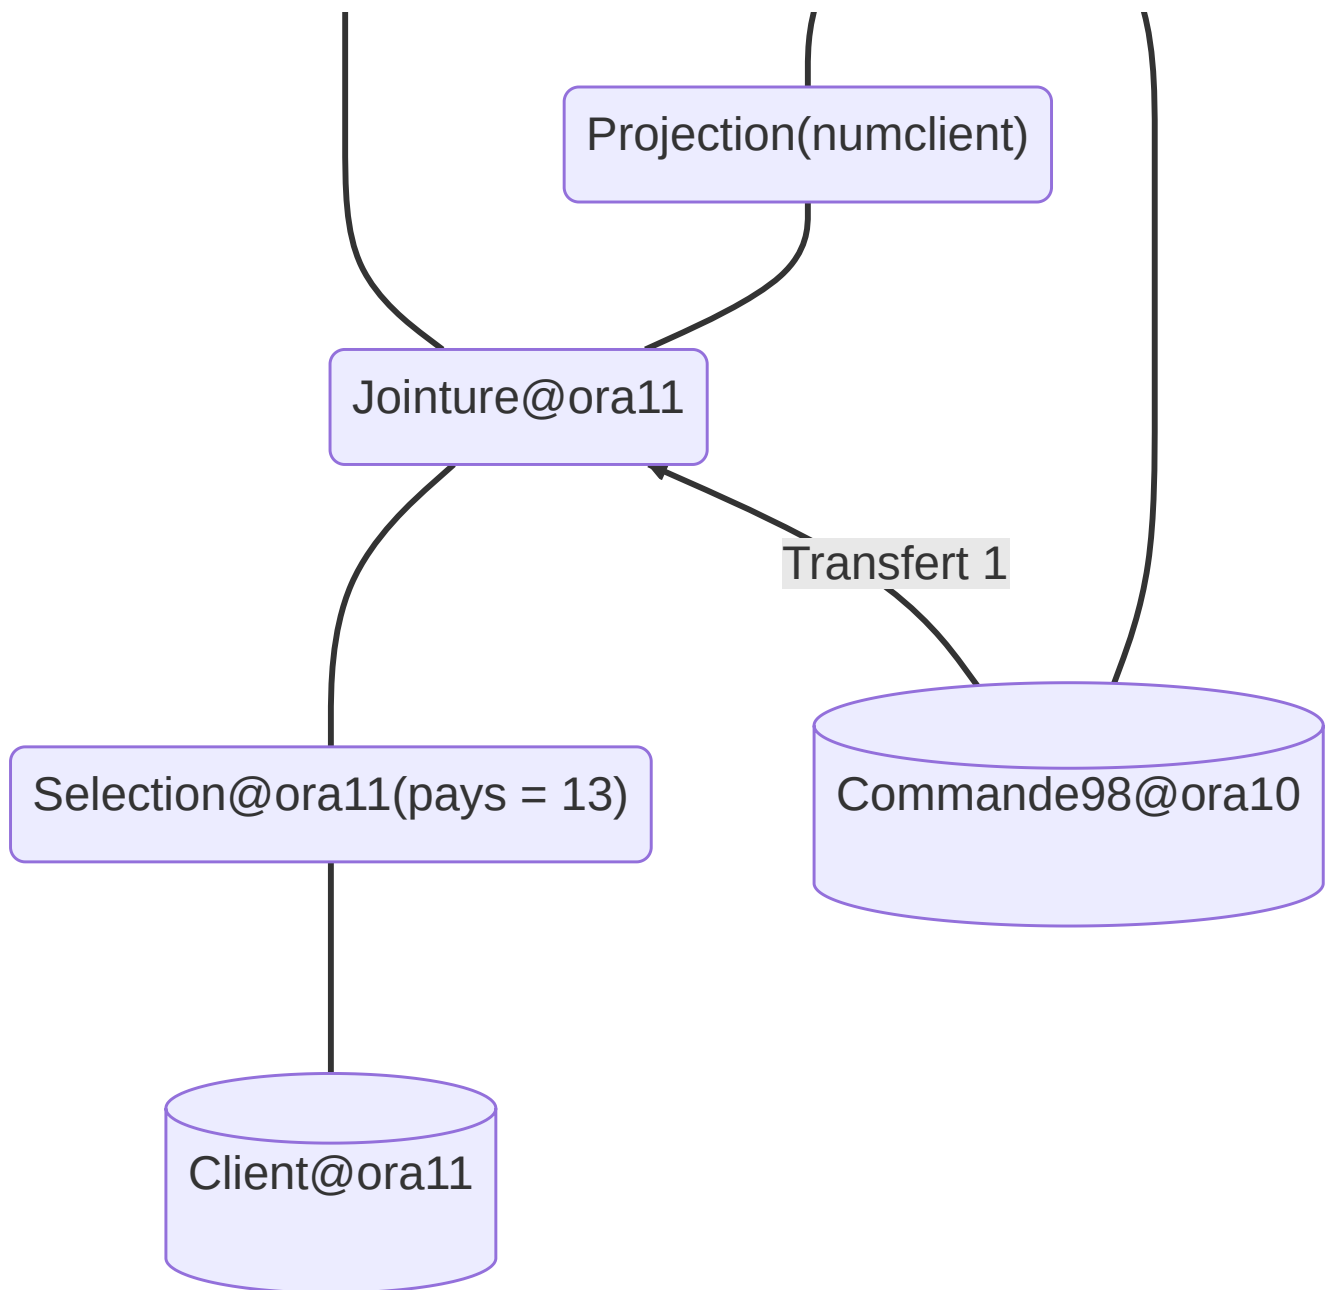 Projection(numclient)
Jointure@ora11
Transfert 1
Selection@ora11(pays = 13)
Commande98@ora10
Client@ora11